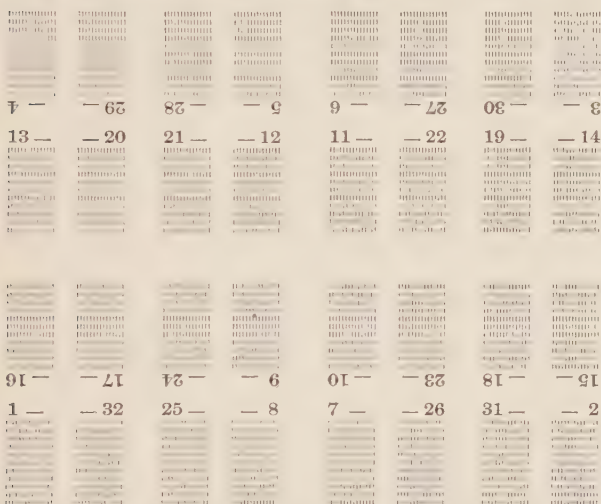 4 — — 29 28 — — 5 6 — — 27 30 — — 3
13 — — 20 21 — — 12 11 — — 22 19 — — 14
16 — — 17 24 — — 9 10 — — 23 18 — — 15
1 — — 32 25 — — 8 7 — — 26 31 — — 2